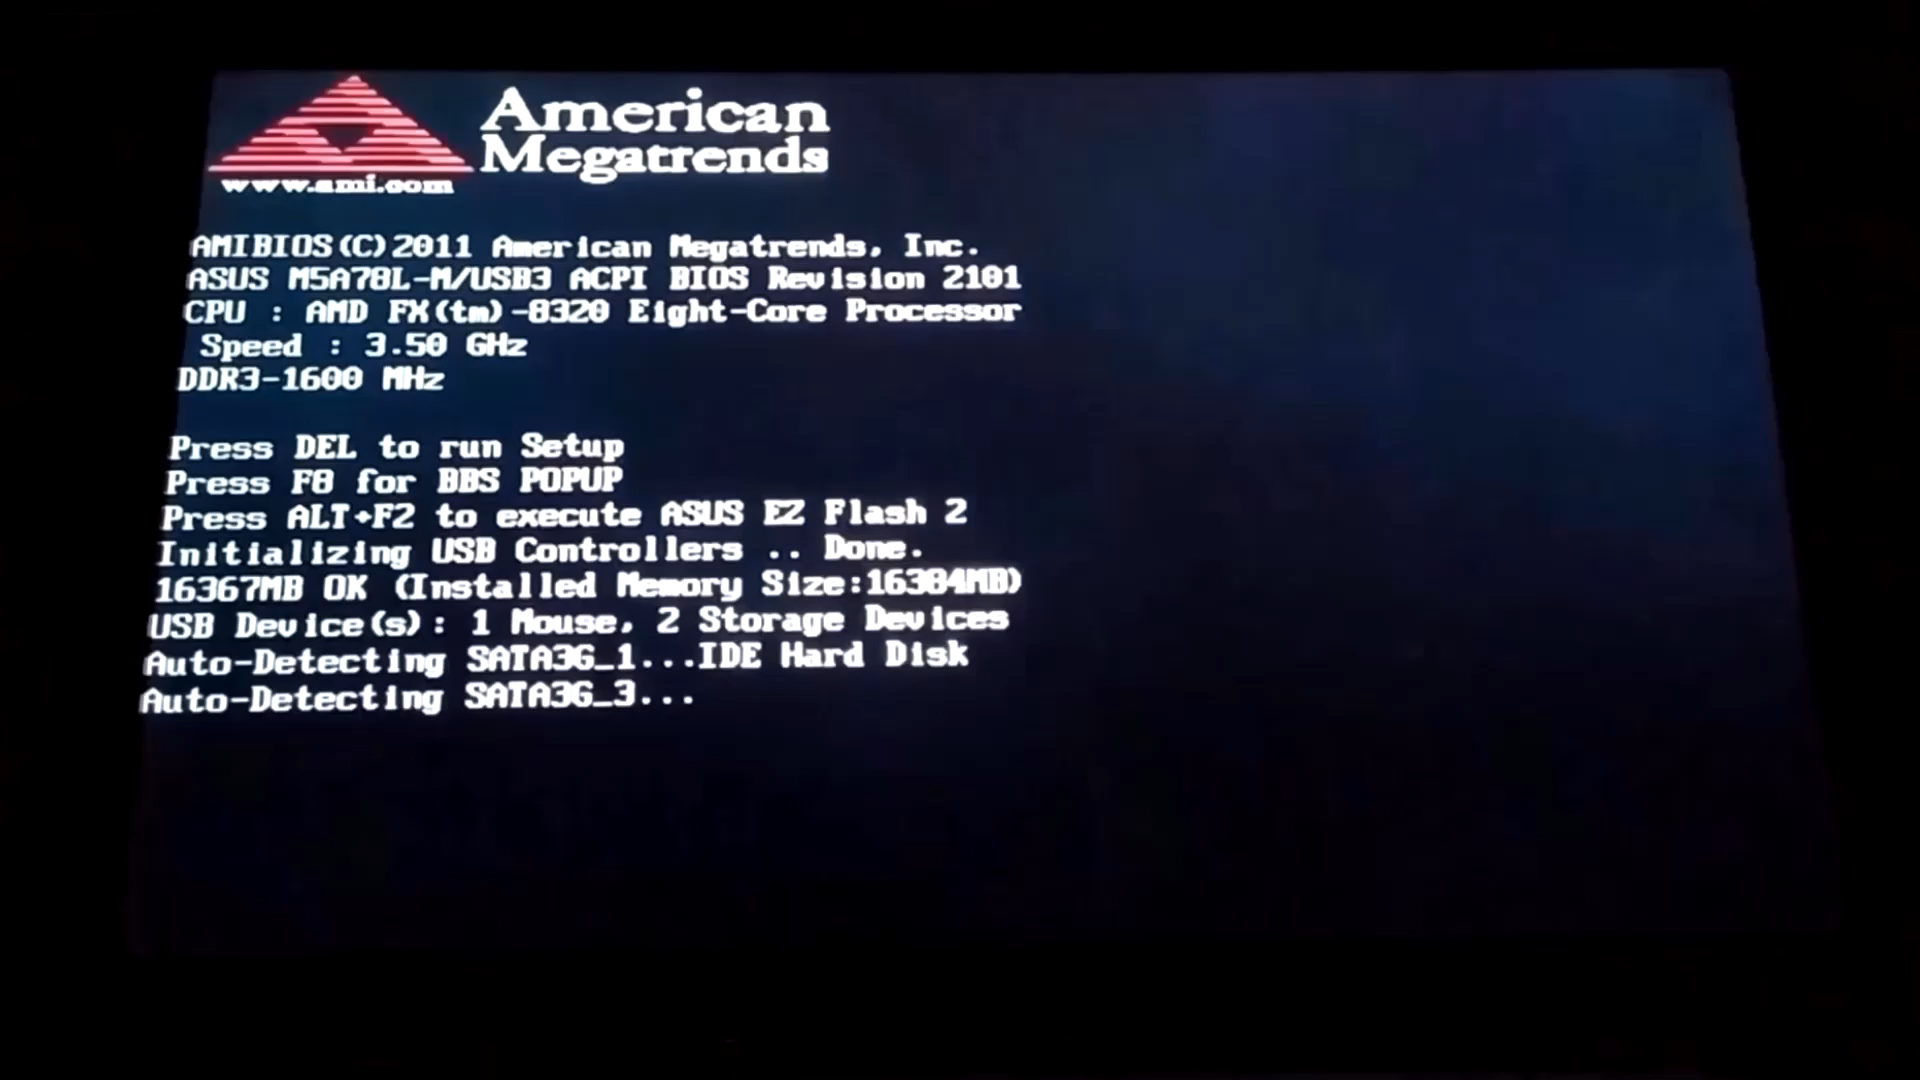 American
Megatrends
www.ami.com
AMIBIOS(C)2011 American Megatrends, Inc.
ASUS M5A78L-M/USB3 ACPI BIOS Revision 2101
CPU : AMD FX(tm)-8320 Eight-Core Processor
Speed : 3.50 GHz
DDR3-1600 MHz
Press DEL to run Setup
Press F8 for BBS POPUP
Press ALT+F2 to execute ASUS EZ Flash 2
Initializing USB Controllers .. Done.
16367MB OK (Installed Memory Size:16384MB)
USB Device(s): 1 Mouse, 2 Storage Devices
Auto-Detecting SATA3G_1...IDE Hard Disk
Auto-Detecting SATA3G_3...